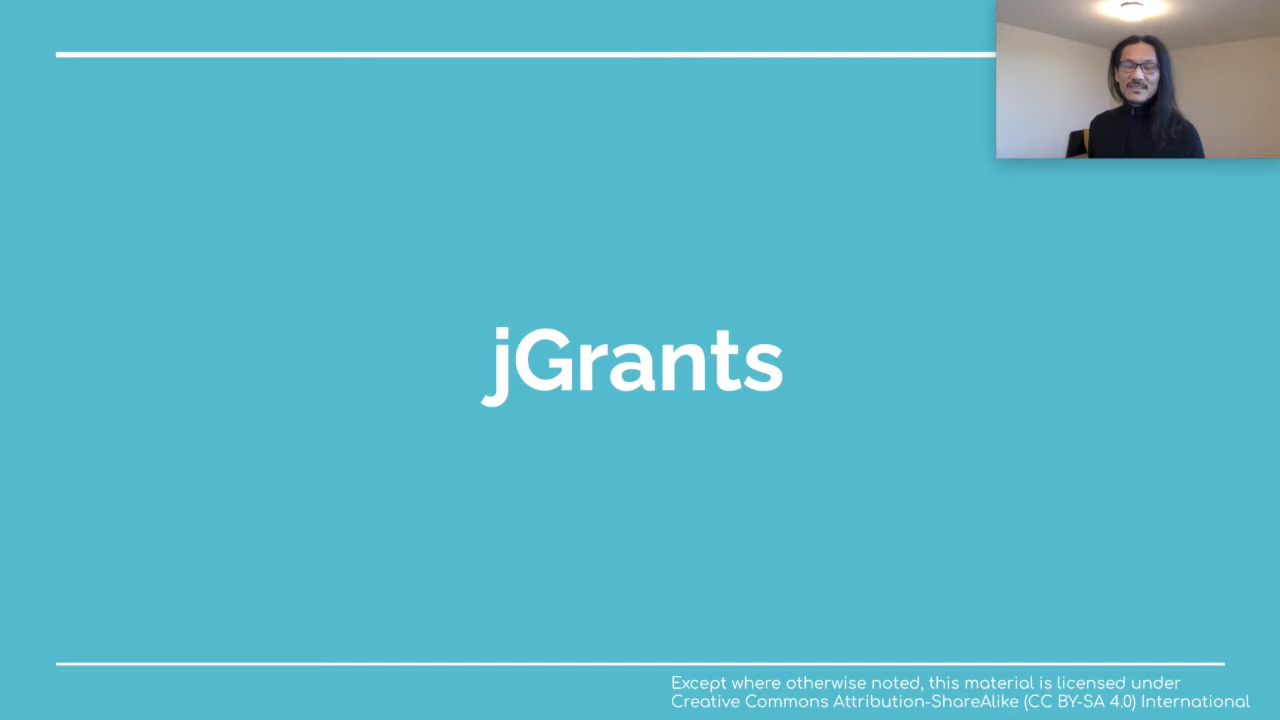 jGrants
Except where otherwise noted, this material is licensed under
Creative Commons Attribution-ShareAlike (CC BY-SA 4.0) International